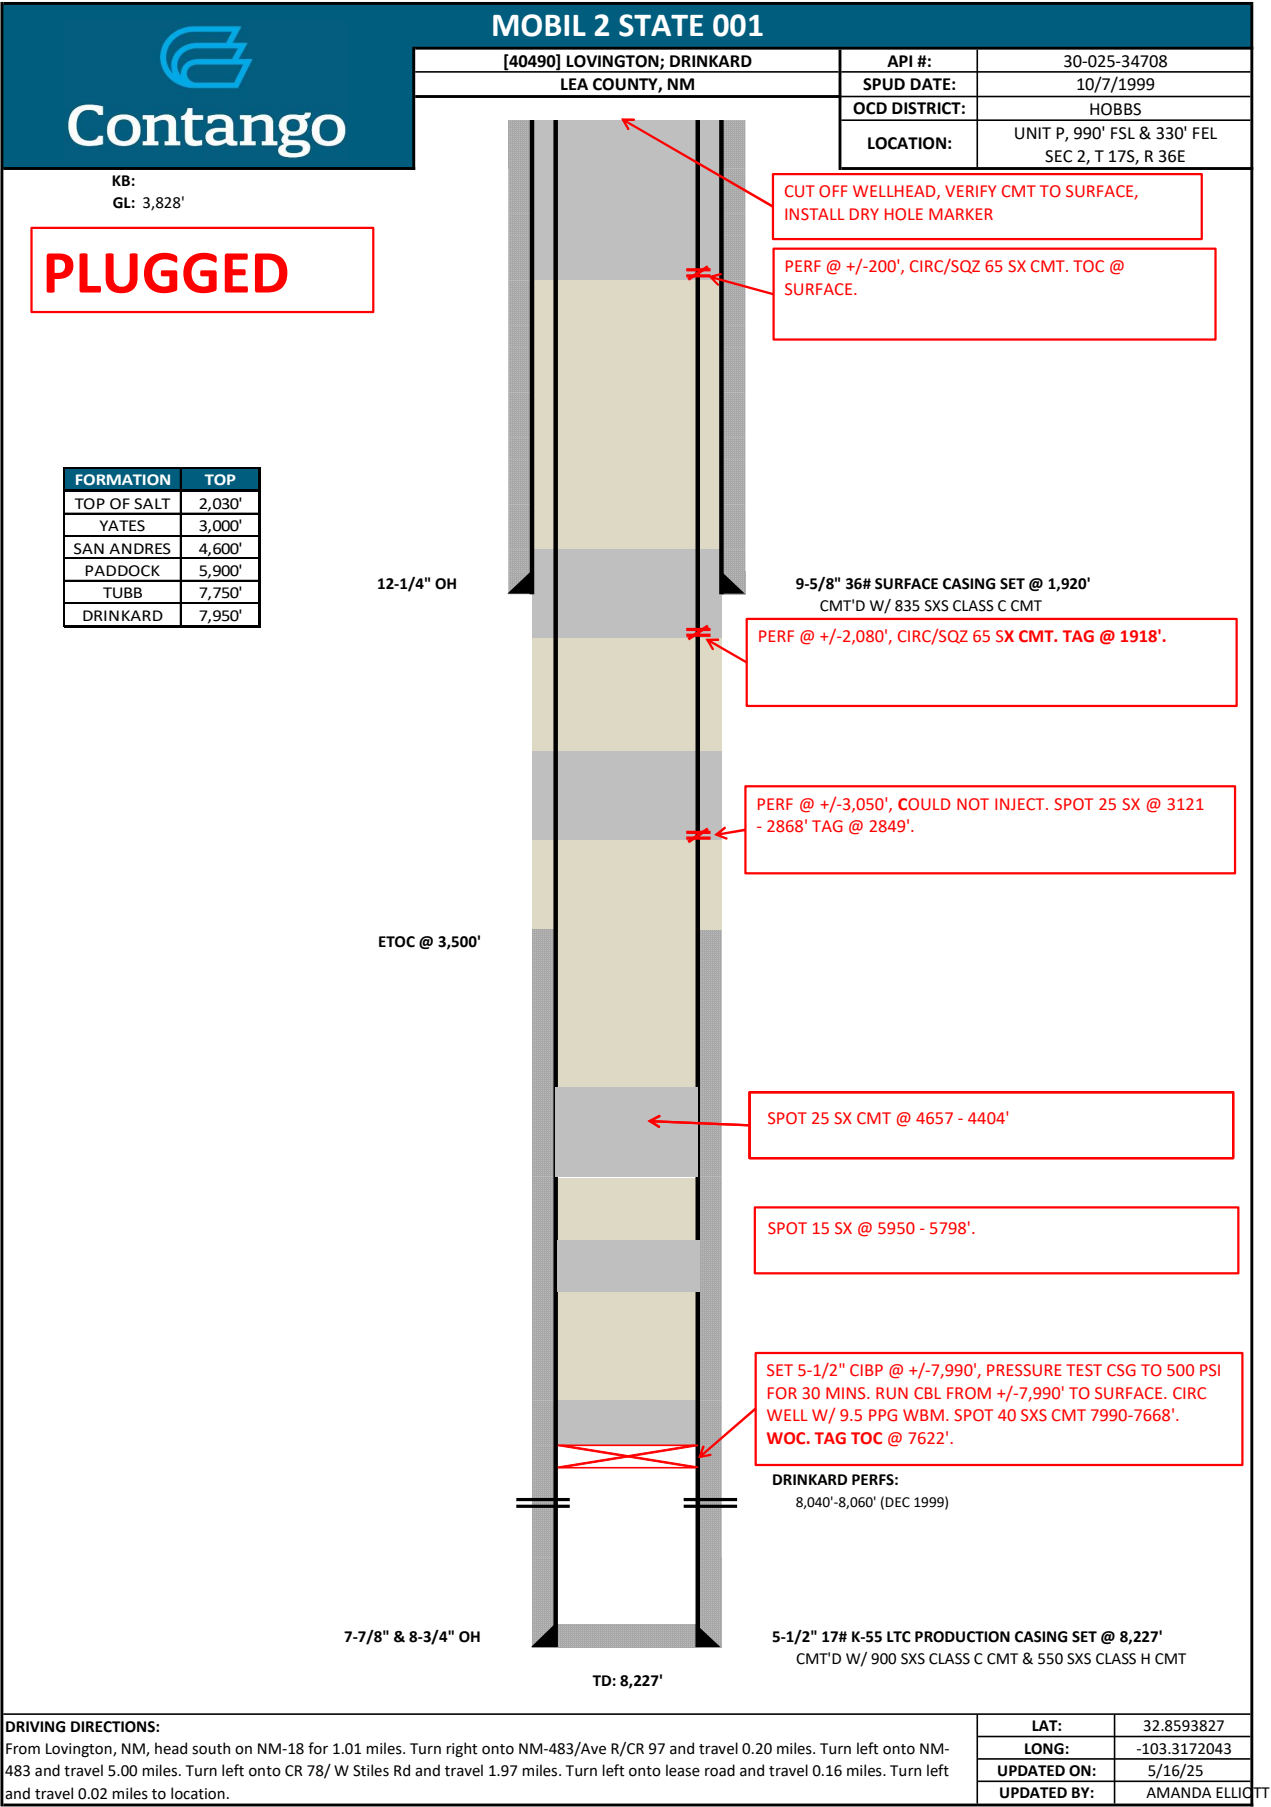 MOBIL 2 STATE 001
Contango
[40490] LOVINGTON; DRINKARD
LEA COUNTY, NM
API #: 30-025-34708
SPUD DATE: 10/7/1999
OCD DISTRICT: HOBBS
LOCATION: UNIT P, 990' FSL & 330' FEL
SEC 2, T 17S, R 36E
KB:
GL: 3,828'
PLUGGED
CUT OFF WELLHEAD, VERIFY CMT TO SURFACE,
INSTALL DRY HOLE MARKER
PERF @ +/-200', CIRC/SQZ 65 SX CMT. TOC @
SURFACE.
FORMATION TOP
TOP OF SALT 2,030'
YATES 3,000'
SAN ANDRES 4,600'
PADDOCK 5,900'
TUBB 7,750'
DRINKARD 7,950'
12-1/4" OH
9-5/8" 36# SURFACE CASING SET @ 1,920'
CMT'D W/ 835 SXS CLASS C CMT
PERF @ +/-2,080', CIRC/SQZ 65 SX CMT. TAG @ 1918'.
PERF @ +/-3,050', COULD NOT INJECT. SPOT 25 SX @ 3121
- 2868' TAG @ 2849'.
ETOC @ 3,500'
SPOT 25 SX CMT @ 4657 - 4404'
SPOT 15 SX @ 5950 - 5798'.
SET 5-1/2" CIBP @ +/-7,990', PRESSURE TEST CSG TO 500 PSI
FOR 30 MINS. RUN CBL FROM +/-7,990' TO SURFACE. CIRC
WELL W/ 9.5 PPG WBM. SPOT 40 SXS CMT 7990-7668'.
WOC. TAG TOC @ 7622'.
DRINKARD PERFS:
8,040'-8,060' (DEC 1999)
7-7/8" & 8-3/4" OH
5-1/2" 17# K-55 LTC PRODUCTION CASING SET @ 8,227'
CMT'D W/ 900 SXS CLASS C CMT & 550 SXS CLASS H CMT
TD: 8,227'
DRIVING DIRECTIONS:
From Lovington, NM, head south on NM-18 for 1.01 miles. Turn right onto NM-483/Ave R/CR 97 and travel 0.20 miles. Turn left onto NM-
483 and travel 5.00 miles. Turn left onto CR 78/ W Stiles Rd and travel 1.97 miles. Turn left onto lease road and travel 0.16 miles. Turn left
and travel 0.02 miles to location.
LAT: 32.8593827
LONG: -103.3172043
UPDATED ON: 5/16/25
UPDATED BY: AMANDA ELLIOTT